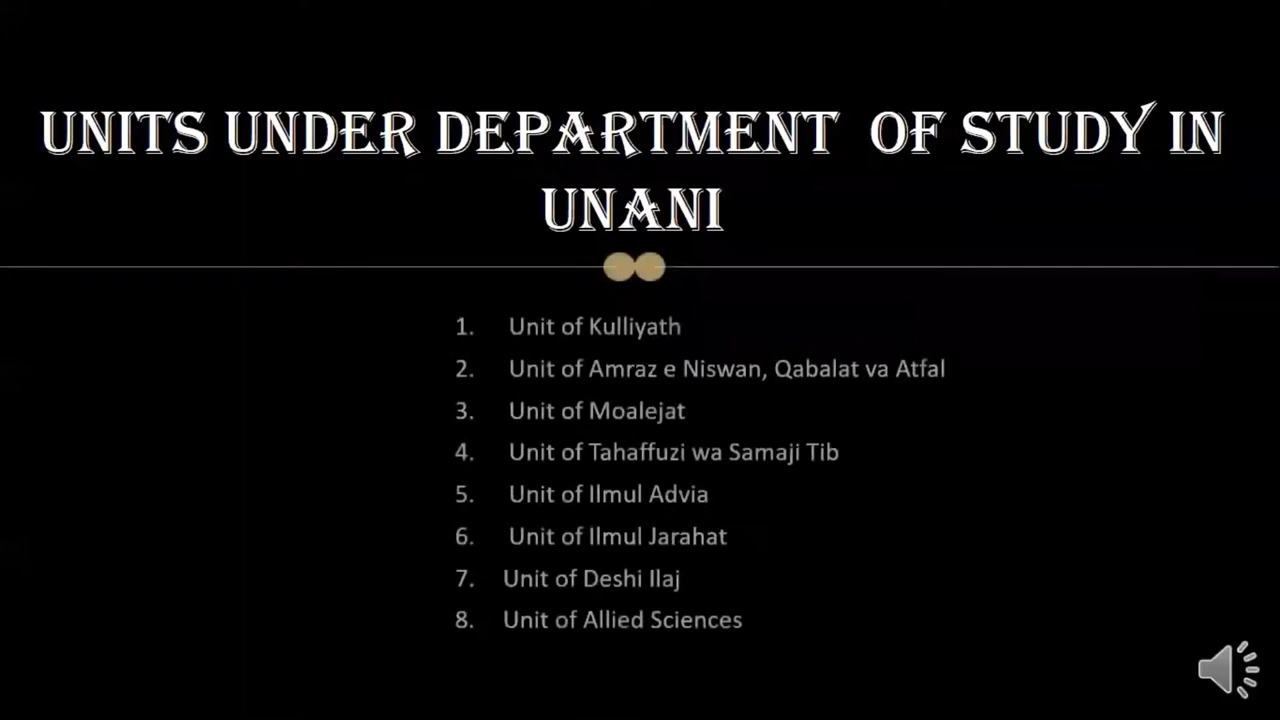 UNITS UNDER DEPARTMENT OF STUDY IN
UNANI
1. Unit of Kulliyath
2. Unit of Amraz e Niswan, Qabalat va Atfal
3. Unit of Moalejat
4. Unit of Tahaffuzi wa Samaji Tib
5. Unit of Ilmul Advia
6. Unit of Ilmul Jarahat
7. Unit of Deshi Ilaj
8. Unit of Allied Sciences